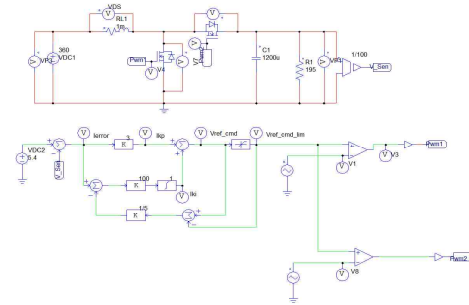 VDS
RL1
1m
360
VDC1
VP2
Pwm1
V4
C1
1200u
R1
195
VP3
1/100
V_Sen
Ierror
3
K
Ikp
Vref_cmd
Vref_cmd_lim
VDC2
5.4
V_Sen
100
K
1
Iki
1/5
K
V1
V3
Pwm1
V8
Pwm2